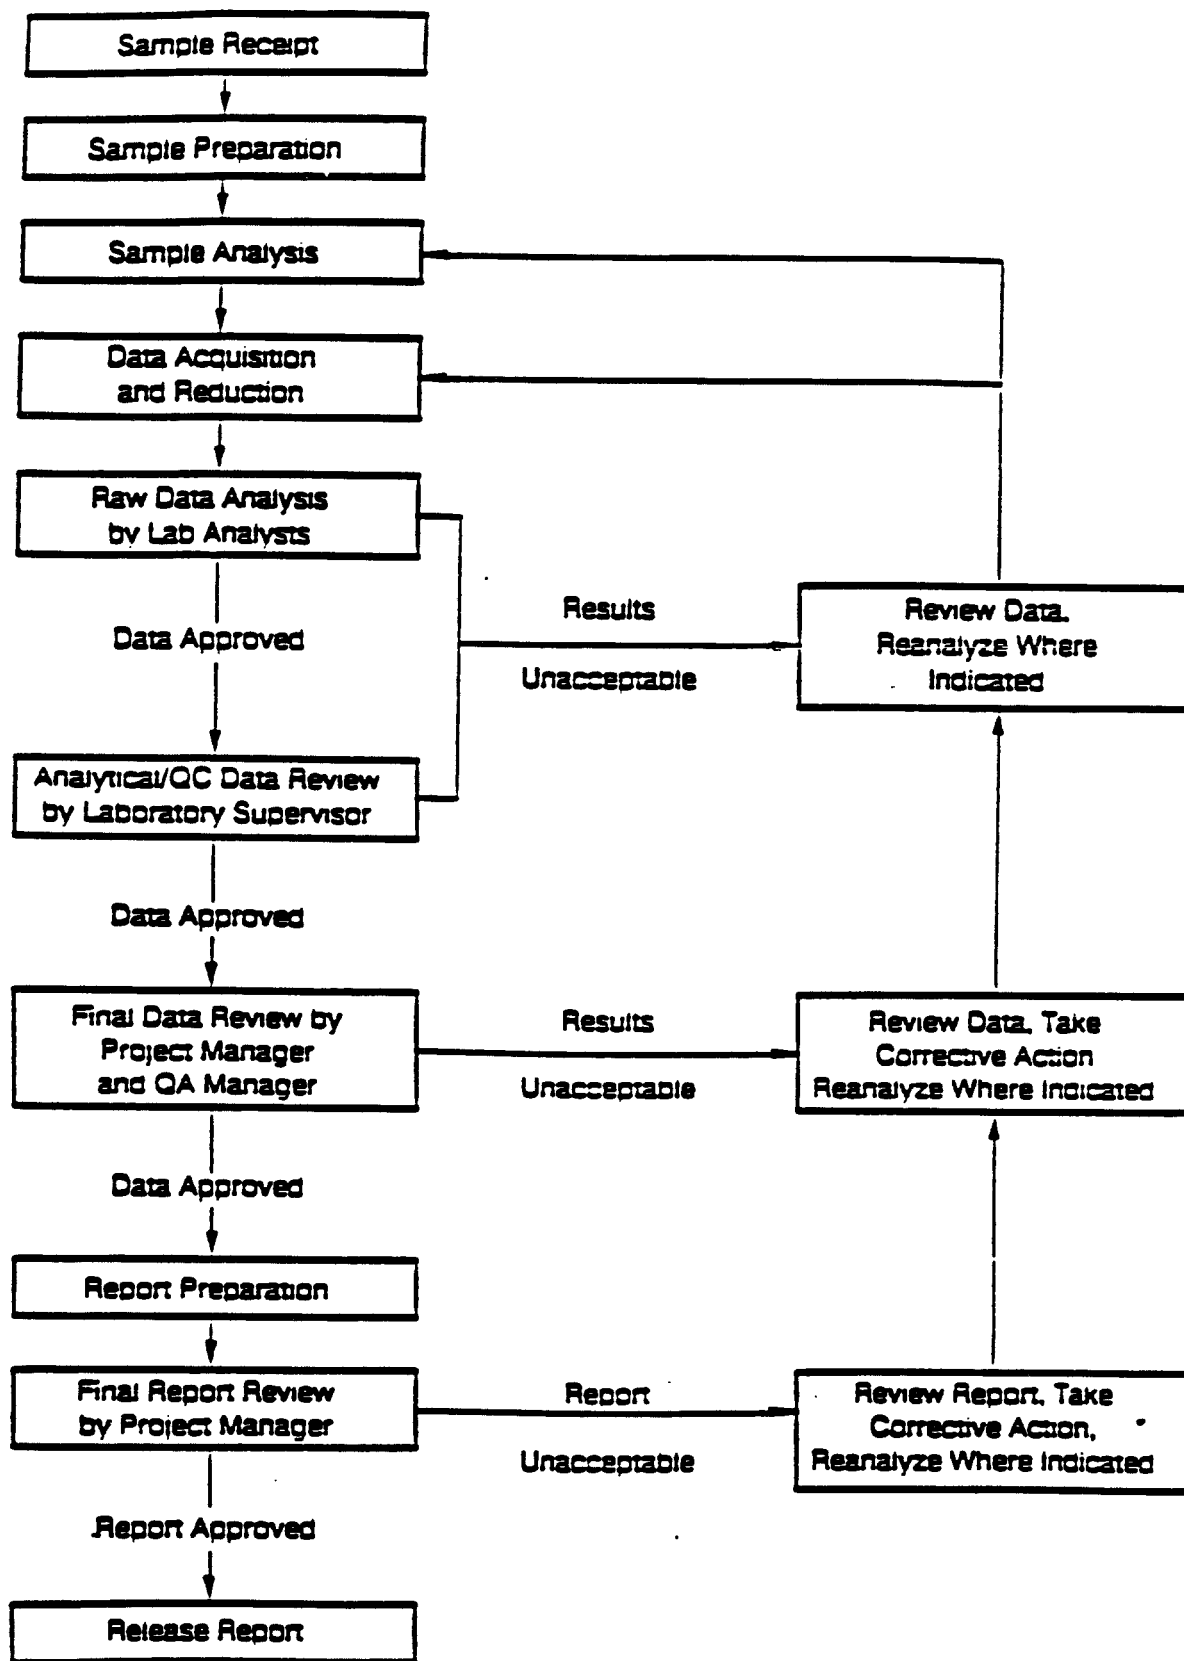 Sample Receipt
Sample Preparation
Sample Analysis
Data Acquisition
and Reduction
Raw Data Analysis
by Lab Analysts
Results
Unacceptable
Review Data,
Reanalyze Where
Indicated
Data Approved
Analytical/QC Data Review
by Laboratory Supervisor
Data Approved
Final Data Review by
Project Manager
and QA Manager
Results
Unacceptable
Review Data, Take
Corrective Action
Reanalyze Where Indicated
Data Approved
Report Preparation
Final Report Review
by Project Manager
Report
Unacceptable
Review Report, Take
Corrective Action,
Reanalyze Where Indicated
Report Approved
Release Report